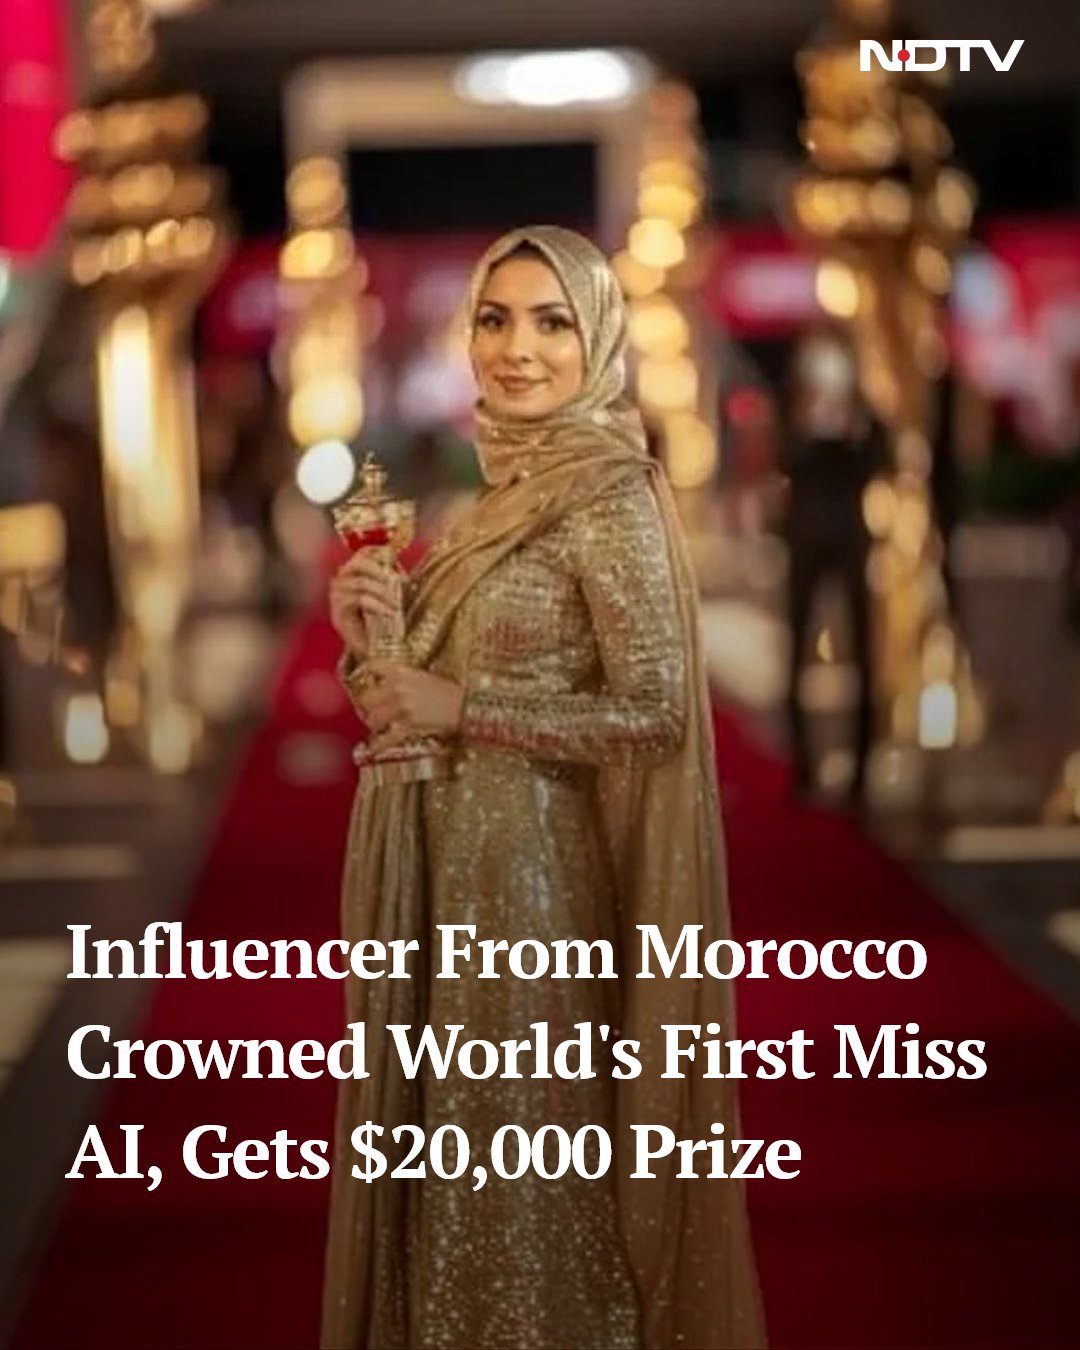 NDTV
Influencer From Morocco
Crowned World's First Miss
AI, Gets $20,000 Prize